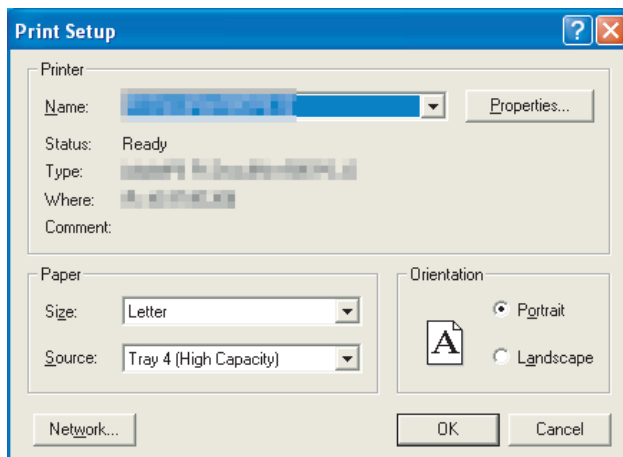 Print Setup
Printer
Name:
Properties...
Status: Ready
Type:
Where:
Comment:
Paper
Size: Letter
Source: Tray 4 (High Capacity)
Orientation
A
Portrait
Landscape
Network...
OK
Cancel